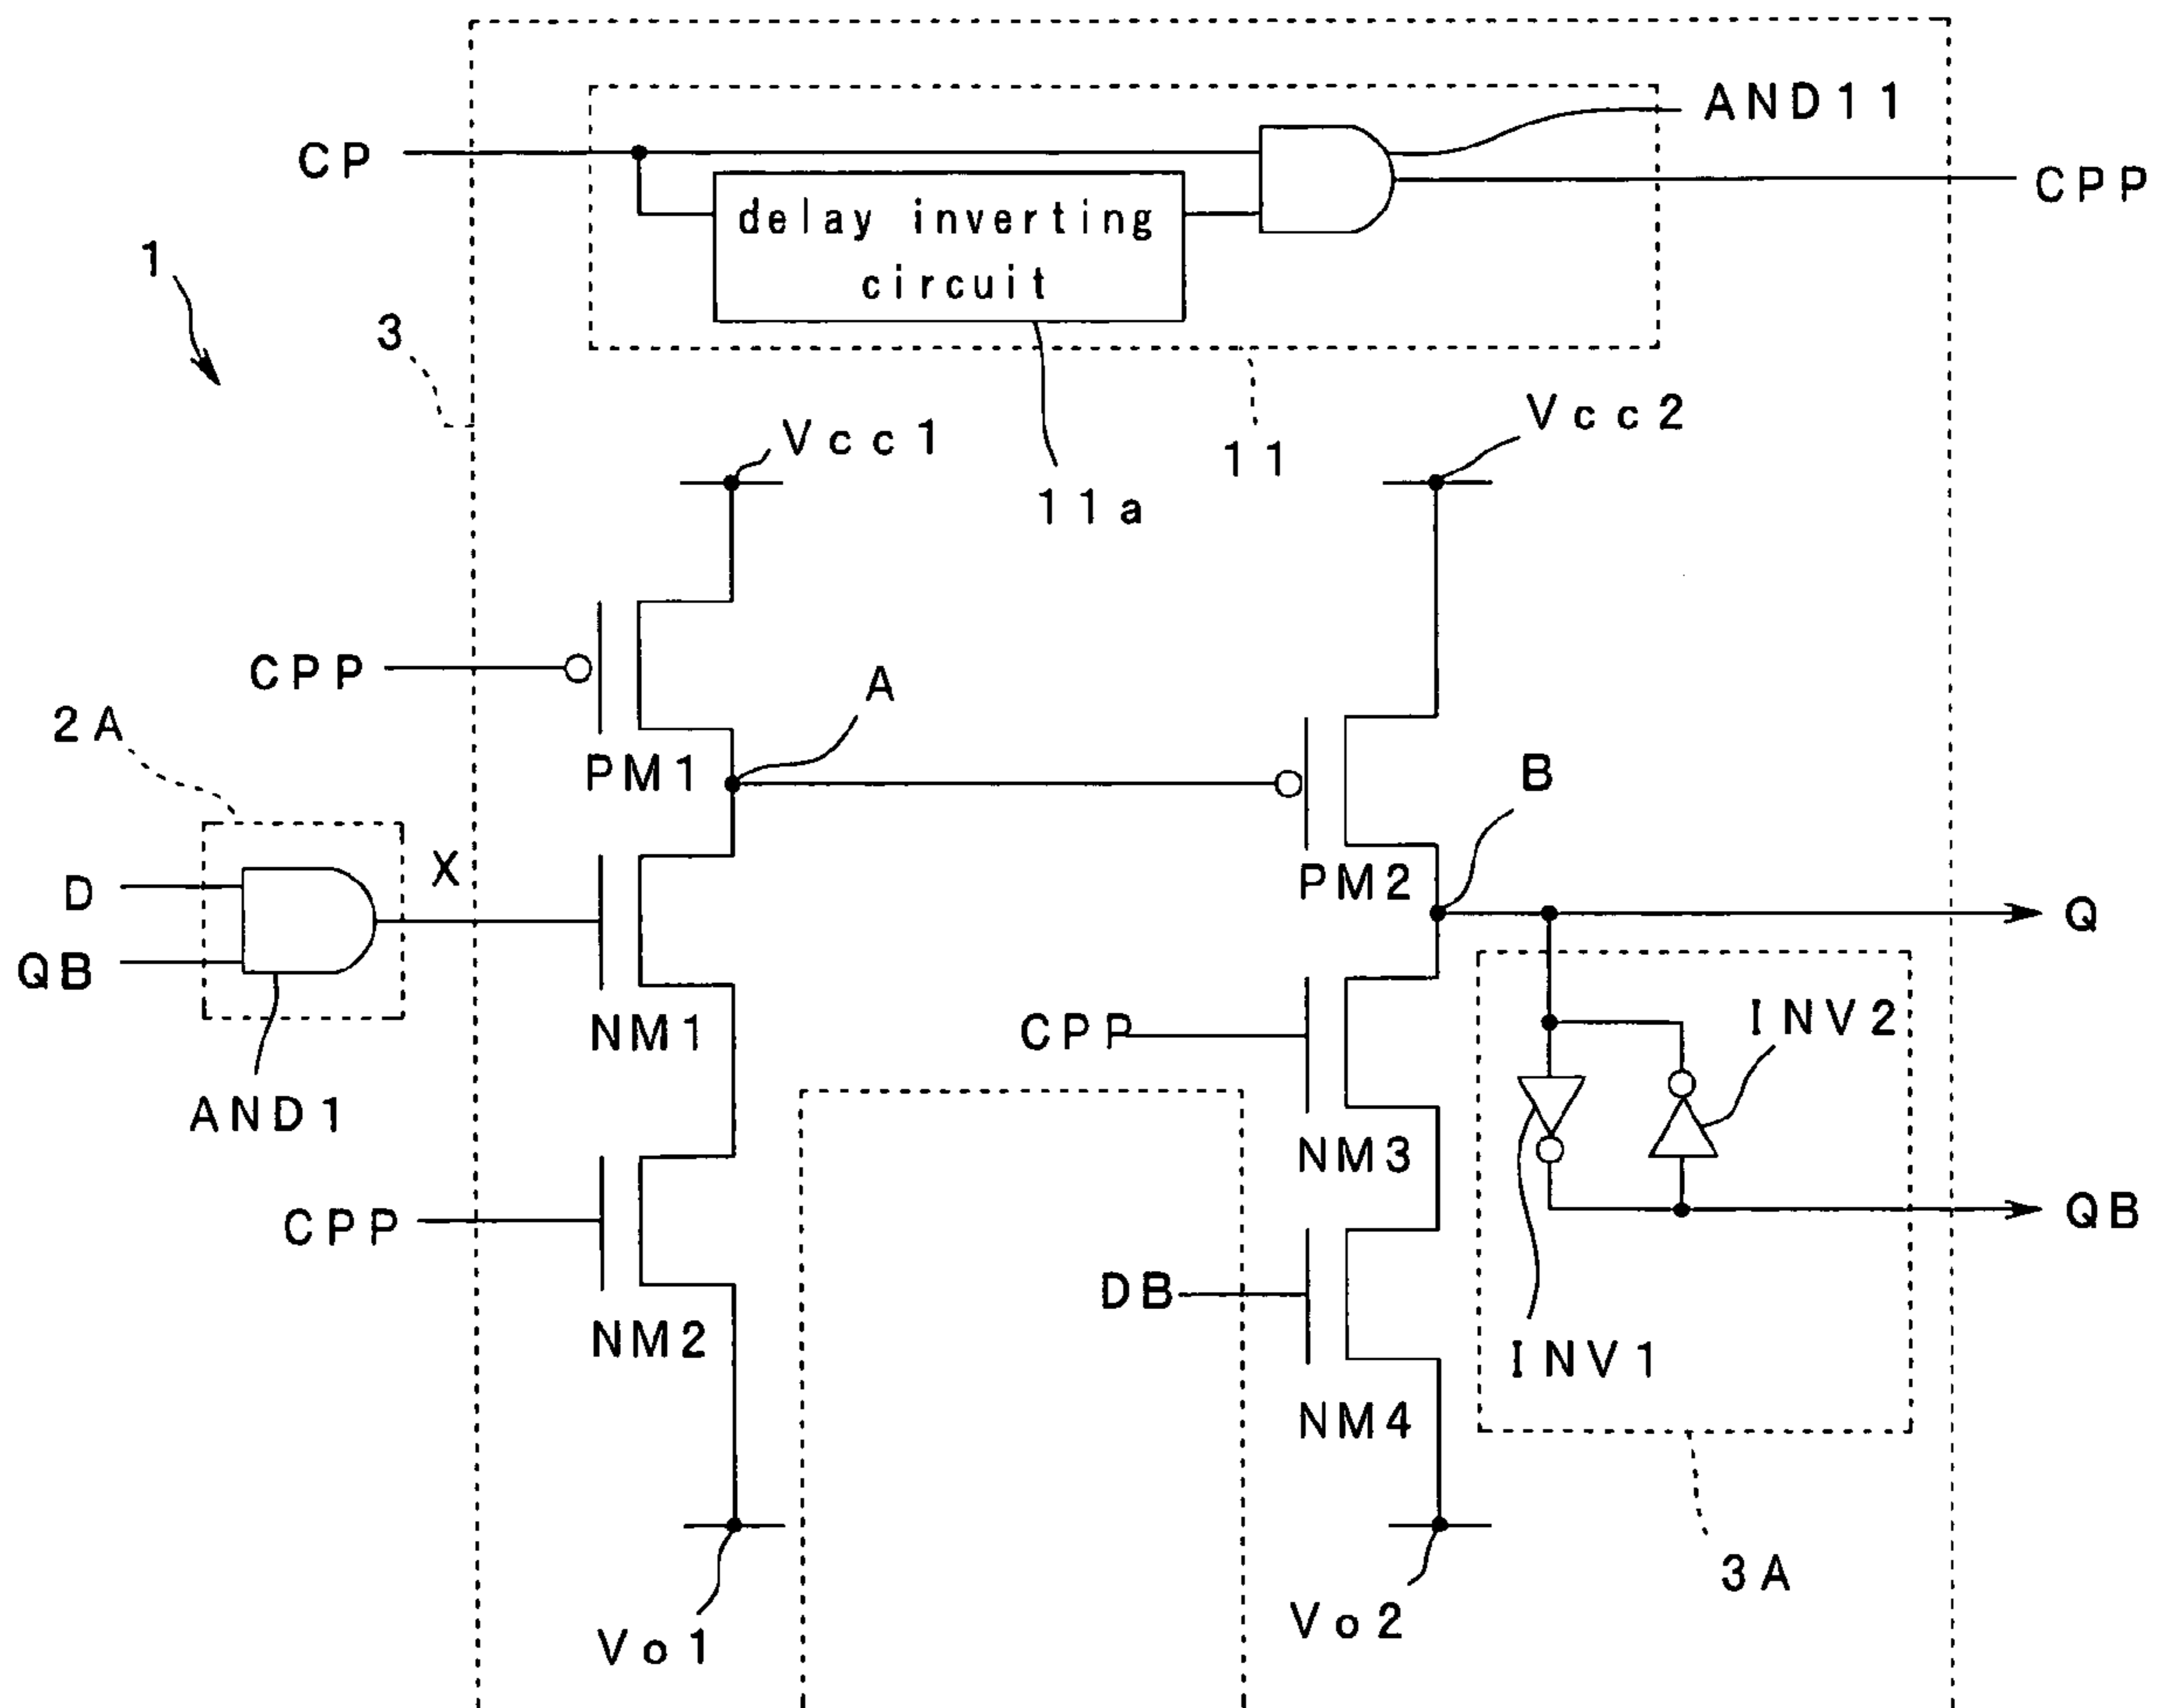 AND11
CP
CPP
delay inverting
circuit
1
3
Vcc1
Vcc2
11
11a
CPP
A
2A
PM1
B
PM2
X
D
QB
Q
NM1
CPP
INV2
AND1
NM3
CPP
QB
DB
NM2
INV1
NM4
3A
Vo1
Vo2